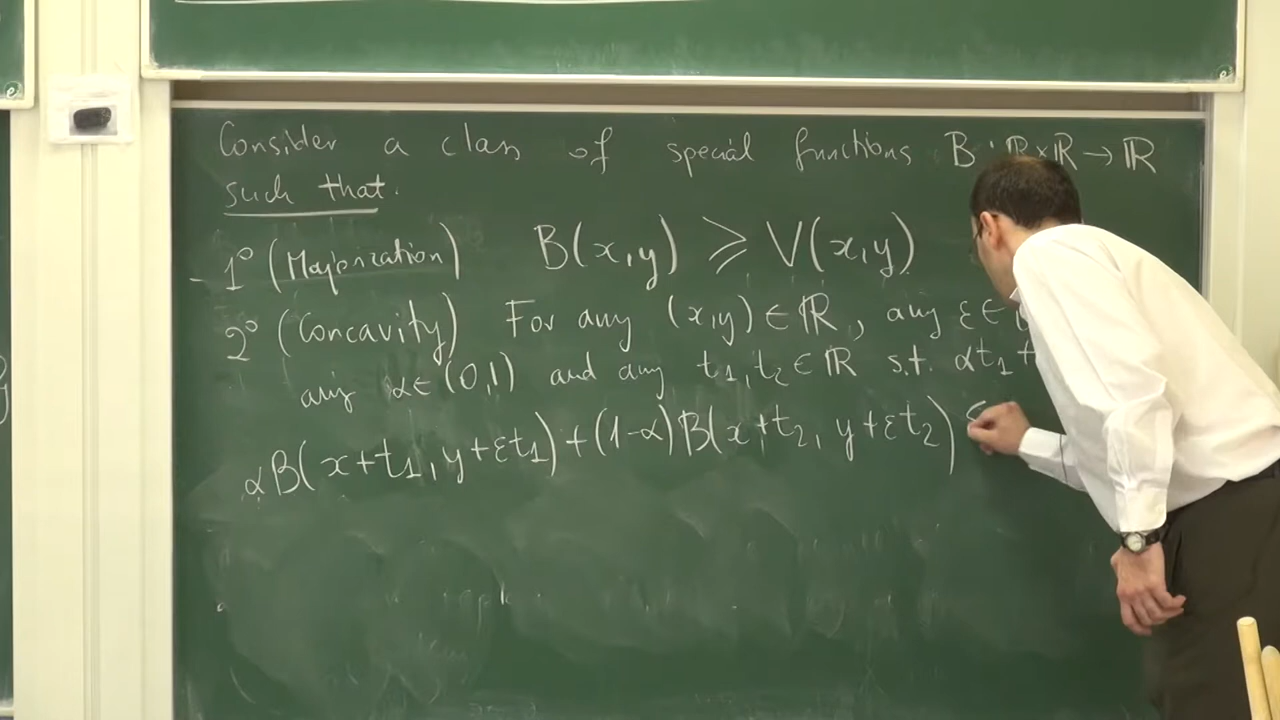 Consider a class of special functions B : ℝ×ℝ → ℝ
such that.
1° (Majorization) B(x,y) ≥ V(x,y)
2° (Concavity) For any (x,y) ∈ ℝ, any ε ∈
any α ∈ (0,1) and any t₁, t₂ ∈ ℝ s.t. αt₁ +
αB(x+t₁, y+εt₁) + (1-α)B(x+t₂, y+εt₂)